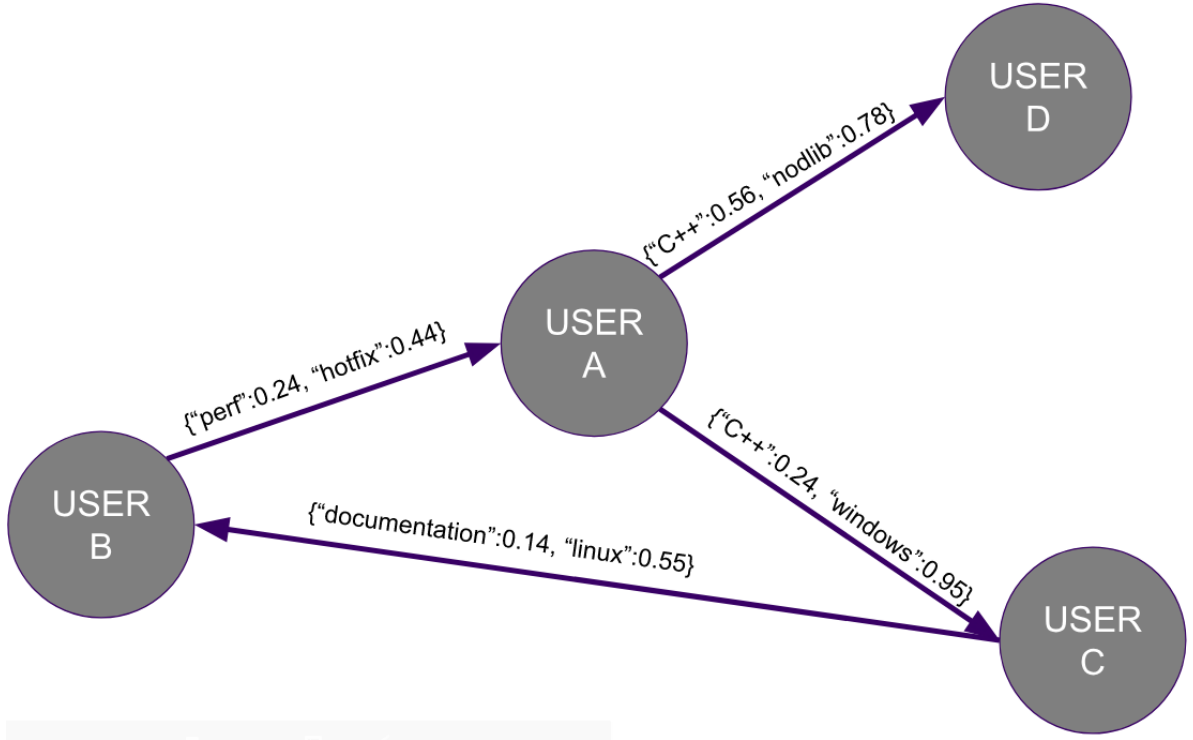 USER
D
{“C++”:0.56, “nodlib”:0.78}
USER
A
{“perf”:0.24, “hotfix”:0.44}
{“C++”:0.24, “windows”:0.95}
USER
B
{“documentation”:0.14, “linux”:0.55}
USER
C